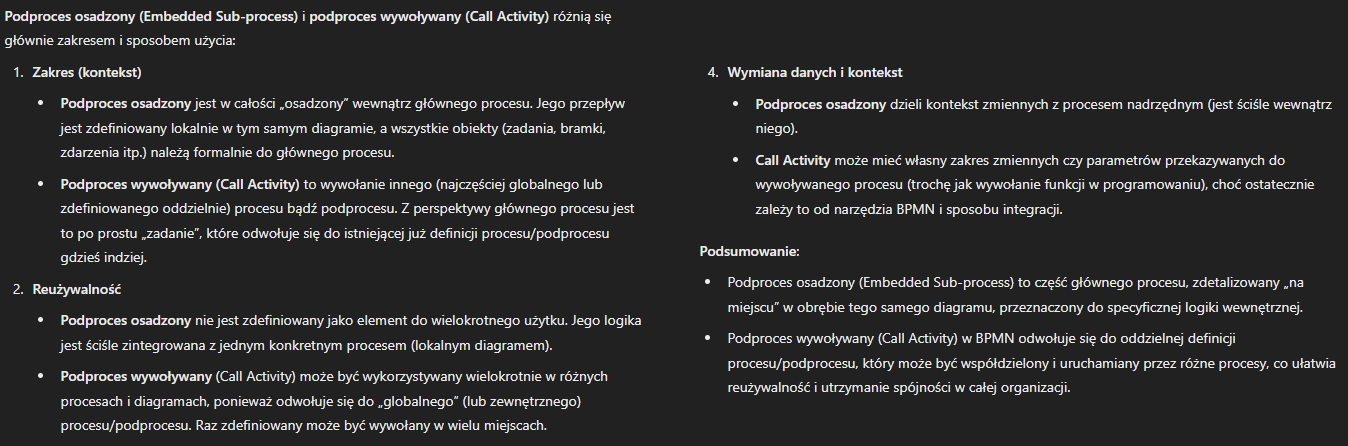 Podproces osadzony (Embedded Sub-process) i podproces wywoływany (Call Activity) różnią się
głównie zakresem i sposobem użycia:
1. Zakres (kontekst)
• Podproces osadzony jest w całości „osadzony” wewnątrz głównego procesu. Jego przepływ
jest zdefiniowany lokalnie w tym samym diagramie, a wszystkie obiekty (zadania, bramki,
zdarzenia itp.) należą formalnie do głównego procesu.
• Podproces wywoływany (Call Activity) to wywołanie innego (najczęściej globalnego lub
zdefiniowanego oddzielnie) procesu bądź podprocesu. Z perspektywy głównego procesu jest
to po prostu „zadanie”, które odwołuje się do istniejącej już definicji procesu/podprocesu
gdzieś indziej.
2. Reużywalność
• Podproces osadzony nie jest zdefiniowany jako element do wielokrotnego użytku. Jego logika
jest ściśle zintegrowana z jednym konkretnym procesem (lokalnym diagramem).
• Podproces wywoływany (Call Activity) może być wykorzystywany wielokrotnie w różnych
procesach i diagramach, ponieważ odwołuje się do „globalnego” (lub zewnętrznego)
procesu/podprocesu. Raz zdefiniowany może być wywołany w wielu miejscach.
4. Wymiana danych i kontekst
• Podproces osadzony dzieli kontekst zmiennych z procesem nadrzędnym (jest ściśle wewnątrz
niego).
• Call Activity może mieć własny zakres zmiennych czy parametrów przekazywanych do
wywoływanego procesu (trochę jak wywołanie funkcji w programowaniu), choć ostatecznie
zależy to od narzędzia BPMN i sposobu integracji.
Podsumowanie:
• Podproces osadzony (Embedded Sub-process) to część głównego procesu, zdetalizowany „na
miejscu” w obrębie tego samego diagramu, przeznaczony do specyficznej logiki wewnętrznej.
• Podproces wywoływany (Call Activity) w BPMN odwołuje się do oddzielnej definicji
procesu/podprocesu, który może być współdzielony i uruchamiany przez różne procesy, co ułatwia
reużywalność i utrzymanie spójności w całej organizacji.